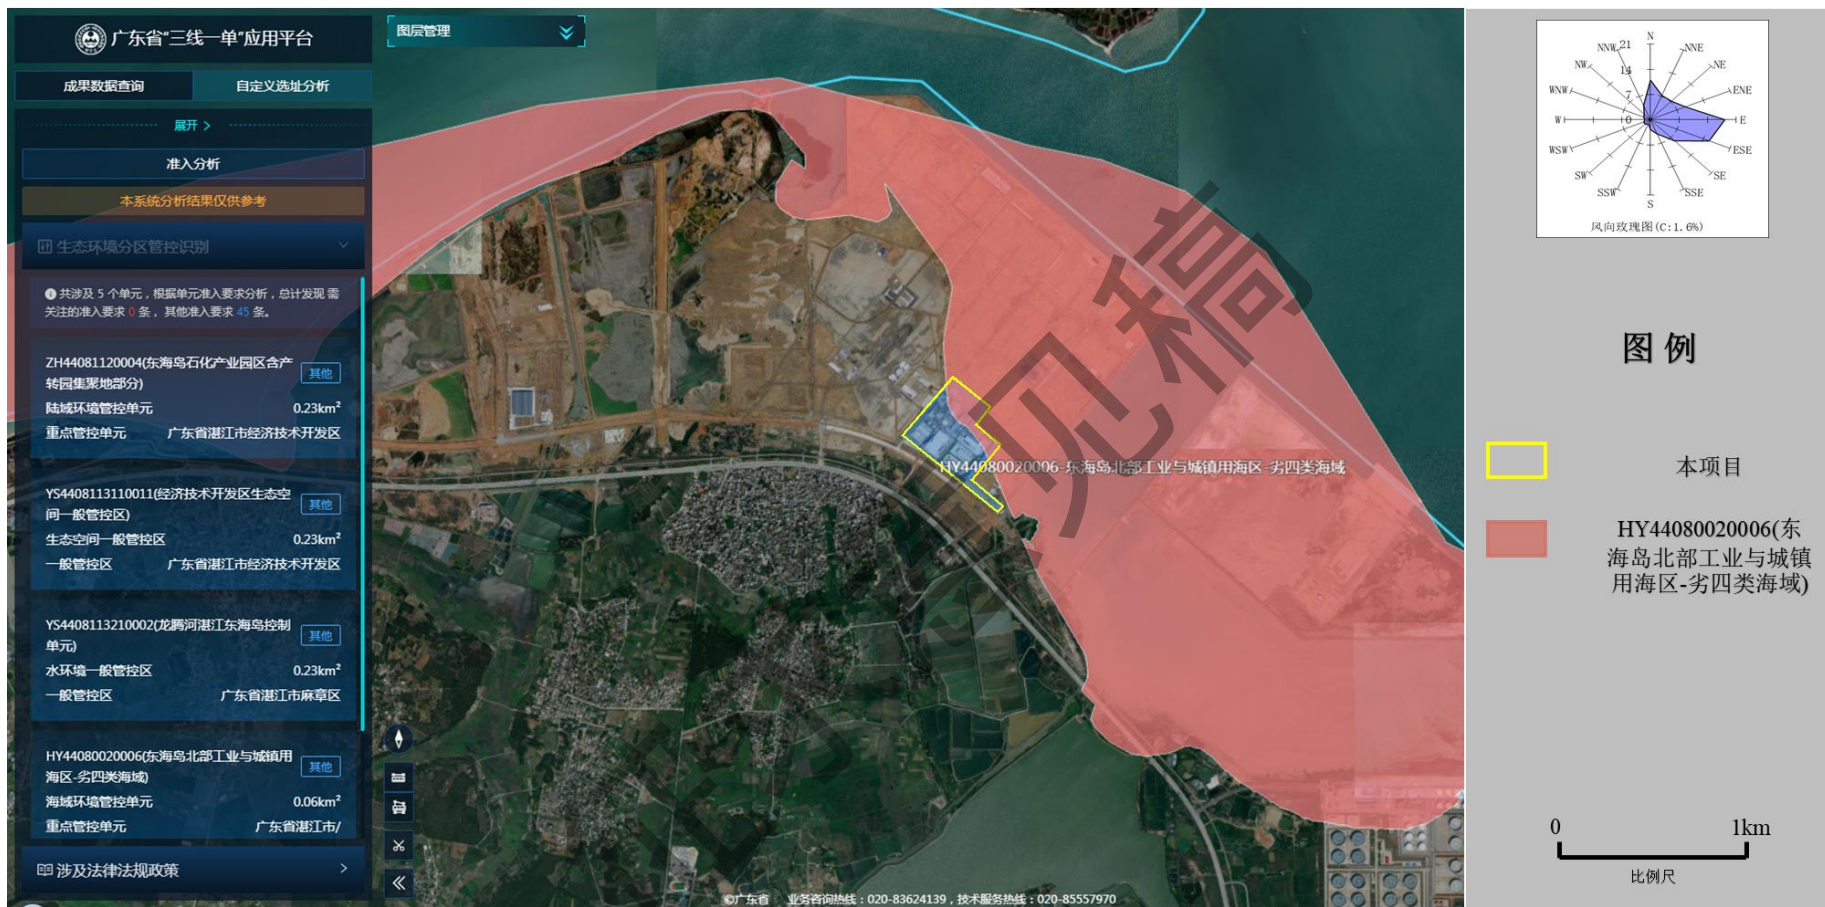 广东省"三线一单"应用平台
成果数据查询
自定义选址分析
展开 >
准入分析
本系统分析结果仅供参考
生态环境分区管控识别
共涉及 5 个单元，根据单元准入要求分析，总计发现 需
关注的准入要求 0 条， 其他准入要求 45 条。
ZH44081120004(东海岛石化产业园区含产
转园集聚地部分)
其他
陆域环境管控单元 0.23km²
重点管控单元 广东省湛江市经济技术开发区
YS4408113110011(经济技术开发区生态空
间一般管控区)
其他
生态空间一般管控区 0.23km²
一般管控区 广东省湛江市经济技术开发区
YS4408113210002(龙腾河湛江东海岛控制
单元)
其他
水环境一般管控区 0.23km²
一般管控区 广东省湛江市麻章区
HY44080020006(东海岛北部工业与城镇用
海区-劣四类海域)
其他
海域环境管控单元 0.06km²
重点管控单元 广东省湛江市/
涉及法律法规政策 >
图层管理
HY44080020006-东海岛北部工业与城镇用海区-劣四类海域
见稿
©广东省 业务咨询热线：020-83624139，技术服务热线：020-85557970
N
NNW 21 NNE
NW 14 NE
WNW 7 ENE
W 0 E
WSW ESE
SW SE
SSW SSE
S
风向玫瑰图(C:1.6%)
图 例
本项目
HY44080020006(东
海岛北部工业与城镇
用海区-劣四类海域)
0 1km
比例尺